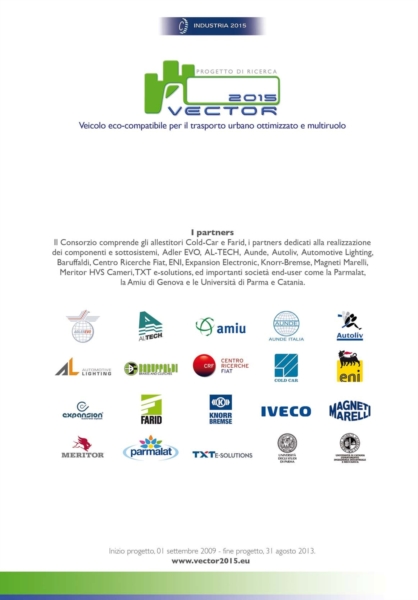 INDUSTRIA 2015
PROGETTO DI RICERCA
2015
VECTOR
Veicolo eco-compatibile per il trasporto urbano ottimizzato e multiruolo
I partners
Il Consorzio comprende gli allestitori Cold-Car e Farid, i partners dedicati alla realizzazione
dei componenti e sottosistemi, Adler EVO, AL-TECH, Aunde, Autoliv, Automotive Lighting,
Baruffaldi, Centro Ricerche Fiat, ENI, Expansion Electronic, Knorr-Bremse, Magneti Marelli,
Meritor HVS Cameri, TXT e-solutions, ed importanti società end-user come la Parmalat,
la Amiu di Genova e le Università di Parma e Catania.
ALTECH
amiu
AUNDE
AUNDE ITALIA
Autoliv
AL AUTOMOTIVE
LIGHTING
BARUFFALDI
CRF CENTRO
RICERCHE
FIAT
COLD CAR
eni
expansion
FARID
KNORR
BREMSE
IVECO
MAGNETI
MARELLI
MERITOR
parmalat
TXT E-SOLUTIONS
Inizio progetto, 01 settembre 2009 - fine progetto, 31 agosto 2013.
www.vector2015.eu